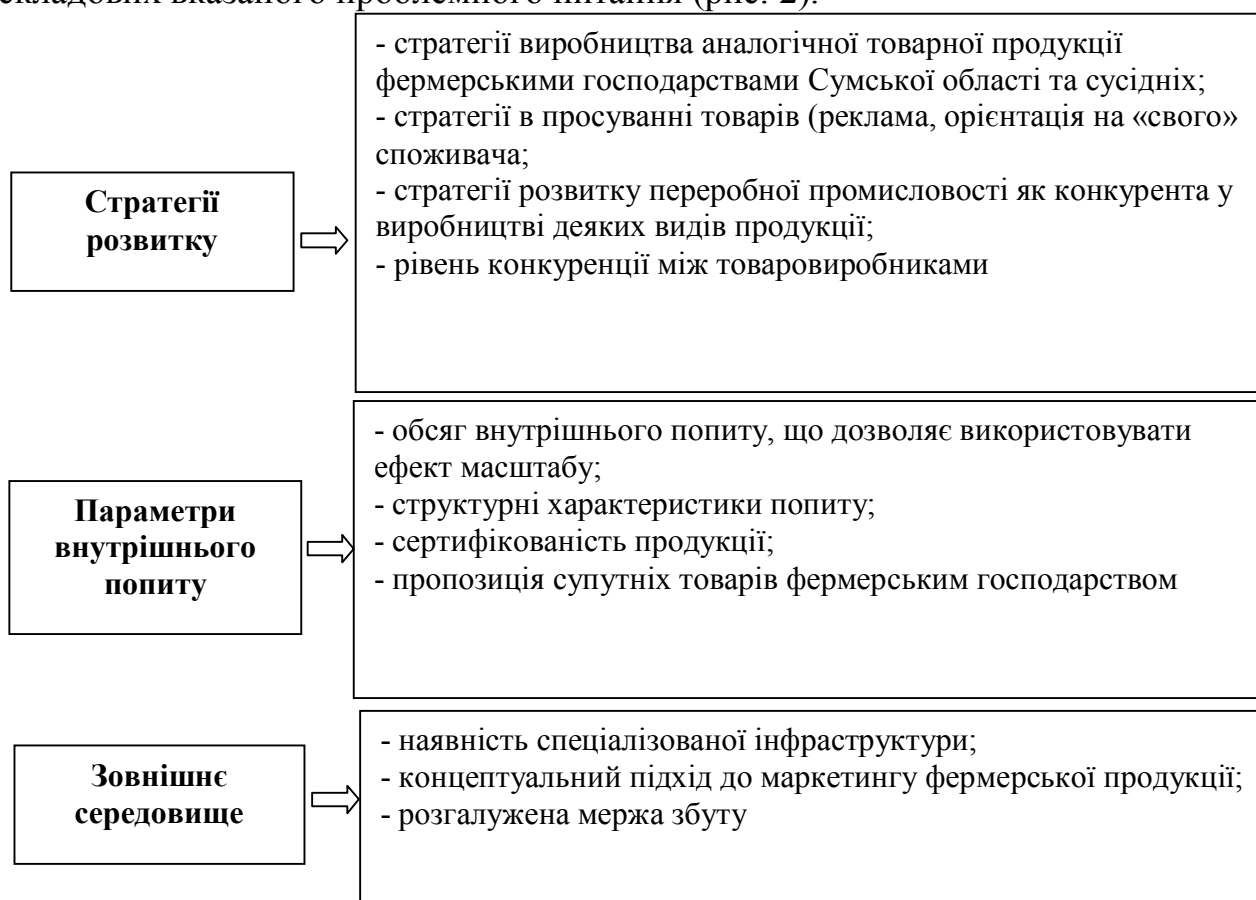 складових вказаного проблемного питання (рис. 2).
- стратегії виробництва аналогічної товарної продукції
фермерськими господарствами Сумської області та сусідніх;
- стратегії в просуванні товарів (реклама, орієнтація на «свого»
споживача;
- стратегії розвитку переробної промисловості як конкурента у
виробництві деяких видів продукції;
- рівень конкуренції між товаровиробниками
Стратегії
розвитку
- обсяг внутрішнього попиту, що дозволяє використовувати
ефект масштабу;
- структурні характеристики попиту;
- сертифікованість продукції;
- пропозиція супутніх товарів фермерським господарством
Параметри
внутрішнього
попиту
- наявність спеціалізованої інфраструктури;
- концептуальний підхід до маркетингу фермерської продукції;
- розгалужена мержа збуту
Зовнішнє
середовище